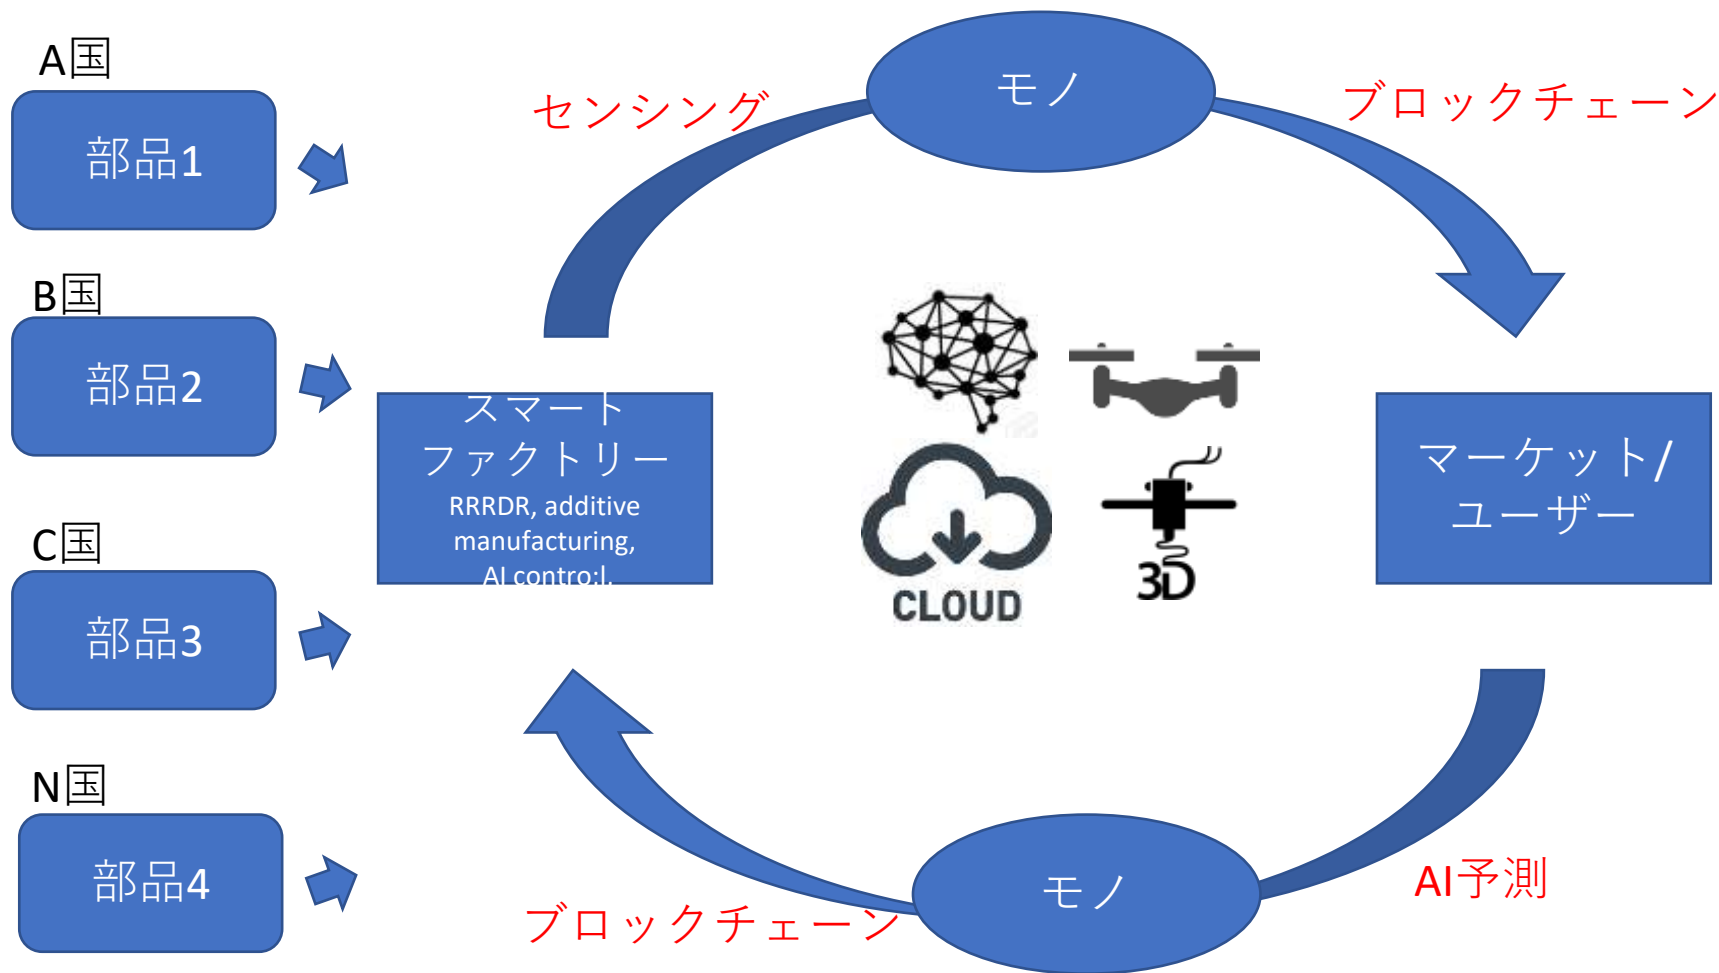 A国
部品1
B国
部品2
C国
部品3
N国
部品4
センシング
モノ
ブロックチェーン
スマート
ファクトリー
RRRDR, additive
manufacturing,
AI contro:l.
CLOUD
3D
マーケット/
ユーザー
ブロックチェーン
モノ
AI予測